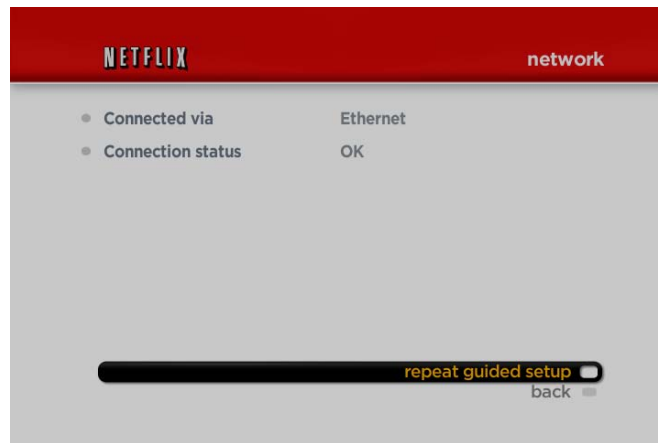 NETFLIX network
Connected via Ethernet
Connection status OK
repeat guided setup
back